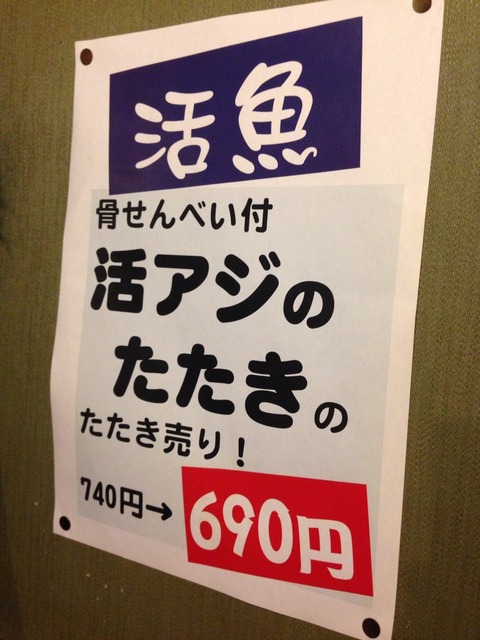 活魚
骨せんべい付
活アジの
たたきの
たたき売り!
740円→690円